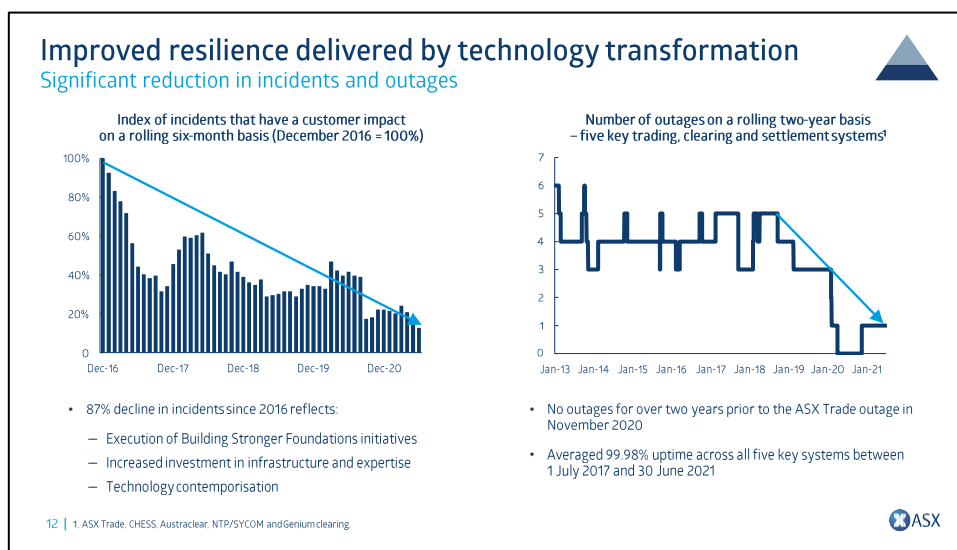 Improved resilience delivered by technology transformation
Significant reduction in incidents and outages
Index of incidents that have a customer impact
on a rolling six-month basis (December 2016 = 100%)
100%
80%
60%
40%
20%
0
Dec-16 Dec-17 Dec-18 Dec-19 Dec-20
• 87% decline in incidents since 2016 reflects:
– Execution of Building Stronger Foundations initiatives
– Increased investment in infrastructure and expertise
– Technology contemporisation
Number of outages on a rolling two-year basis
– five key trading, clearing and settlement systems¹
7
6
5
4
3
2
1
0
Jan-13 Jan-14 Jan-15 Jan-16 Jan-17 Jan-18 Jan-19 Jan-20 Jan-21
• No outages for over two years prior to the ASX Trade outage in
November 2020
• Averaged 99.98% uptime across all five key systems between
1 July 2017 and 30 June 2021
12 | 1. ASX Trade, CHESS, Austraclear, NTP/SYCOM and Genium clearing.
ASX